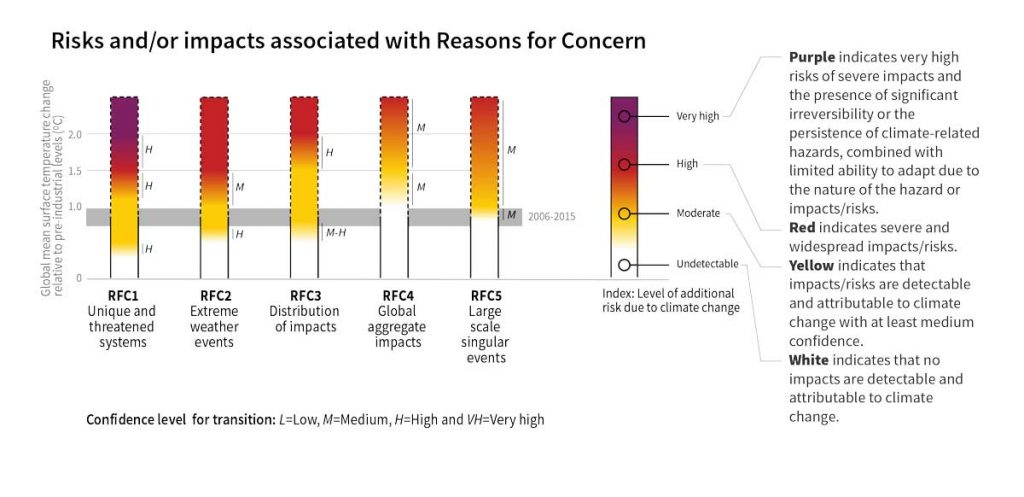 Risks and/or impacts associated with Reasons for Concern
Global mean surface temperature change
relative to pre-industrial levels (ºC)
2.0
1.5
1.0
0
H
H
H
M
H
H
M-H
M
M
M
M
2006-2015
RFC1
Unique and
threatened
systems
RFC2
Extreme
weather
events
RFC3
Distribution
of impacts
RFC4
Global
aggregate
impacts
RFC5
Large
scale
singular
events
Very high
High
Moderate
Undetectable
Index: Level of additional
risk due to climate change
Purple indicates very high
risks of severe impacts and
the presence of significant
irreversibility or the
persistence of climate-related
hazards, combined with
limited ability to adapt due to
the nature of the hazard or
impacts/risks.
Red indicates severe and
widespread impacts/risks.
Yellow indicates that
impacts/risks are detectable
and attributable to climate
change with at least medium
confidence.
White indicates that no
impacts are detectable and
attributable to climate
change.
Confidence level for transition: L=Low, M=Medium, H=High and VH=Very high